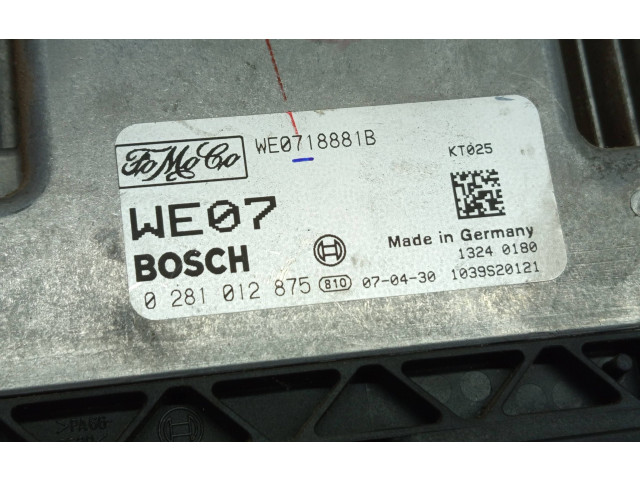 FoMoCo WE0718881B
KT025
WE07
BOSCH
Made in Germany
1324 0180
0 281 012 875 810 07-04-30 1039S20121
>PA66-